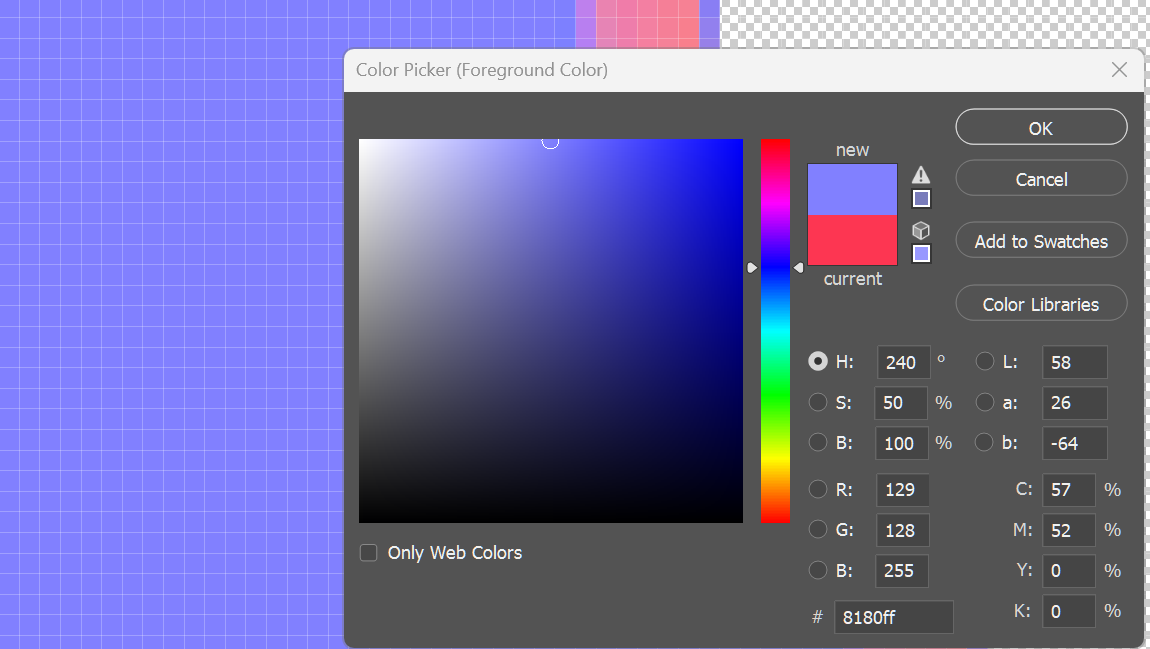 Color Picker (Foreground Color)
new
current
OK
Cancel
Add to Swatches
Color Libraries
H: 240 °
S: 50 %
B: 100 %
R: 129
G: 128
B: 255
# 8180ff
L: 58
a: 26
b: -64
C: 57 %
M: 52 %
Y: 0 %
K: 0 %
Only Web Colors